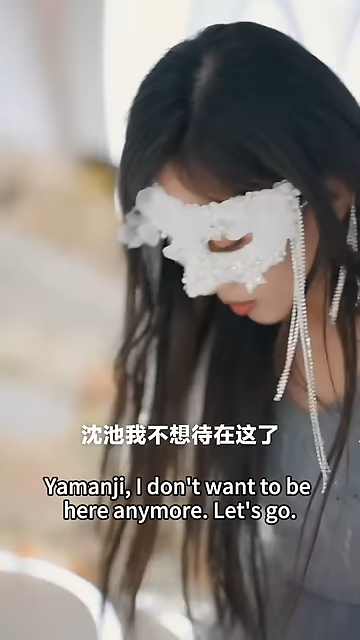 沈池我不想待在这了
Yamanji, I don't want to be
here anymore. Let's go.